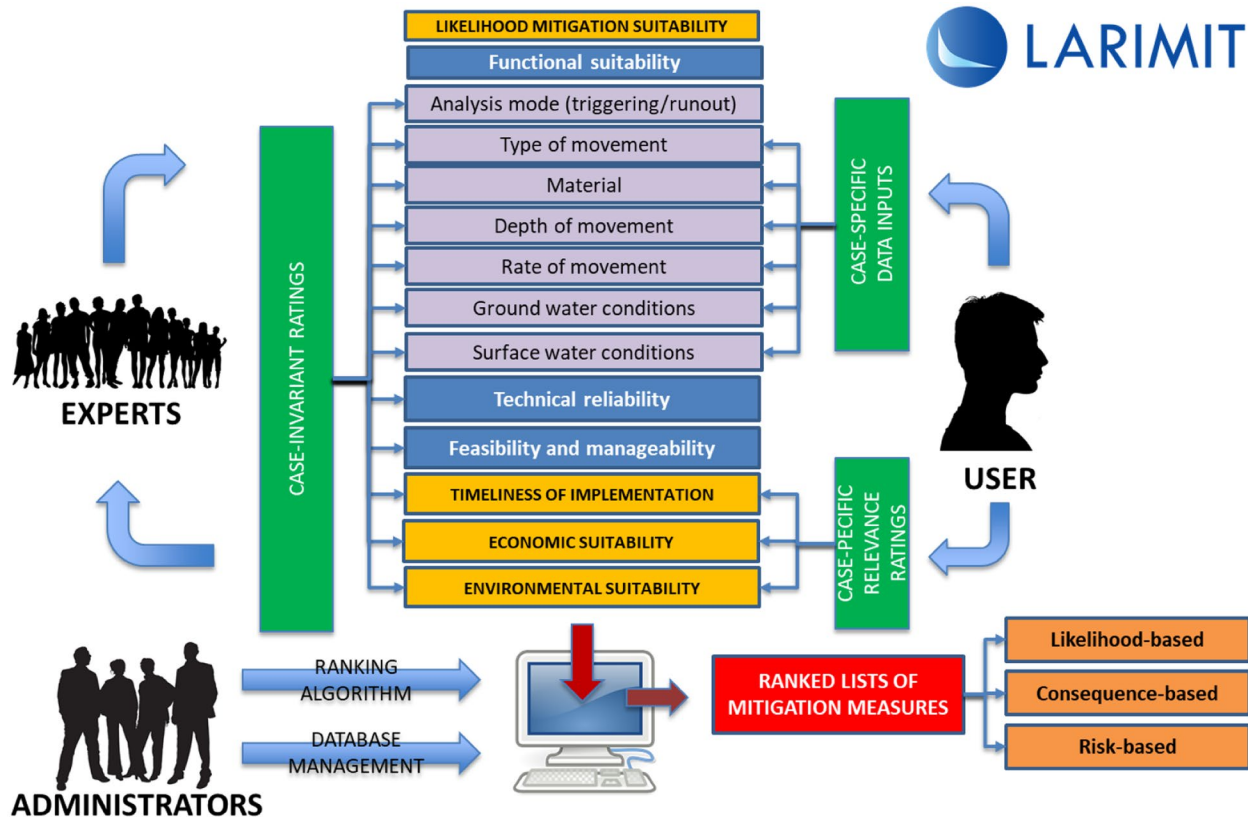 LIKELIHOOD MITIGATION SUITABILITY
LARIMIT
Functional suitability
Analysis mode (triggering/runout)
Type of movement
Material
Depth of movement
Rate of movement
Ground water conditions
Surface water conditions
Technical reliability
Feasibility and manageability
TIMELINESS OF IMPLEMENTATION
ECONOMIC SUITABILITY
ENVIRONMENTAL SUITABILITY
CASE-INVARIANT RATINGS
CASE-SPECIFIC
DATA INPUTS
CASE-PECIFIC
RELEVANCE
RATINGS
EXPERTS
USER
ADMINISTRATORS
RANKING
ALGORITHM
DATABASE
MANAGEMENT
RANKED LISTS OF
MITIGATION MEASURES
Likelihood-based
Consequence-based
Risk-based